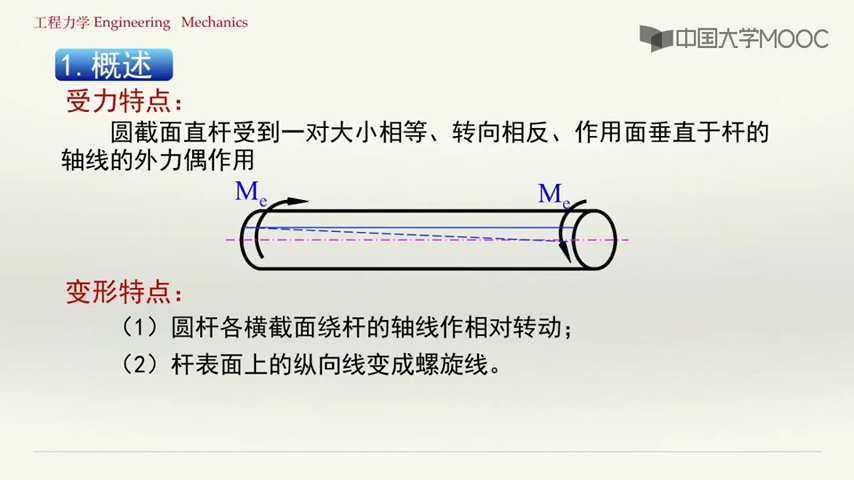 工程力学 Engineering Mechanics
中国大学MOOC
1.概述
受力特点：
圆截面直杆受到一对大小相等、转向相反、作用面垂直于杆的
轴线的外力偶作用
Me
Me
变形特点：
（1）圆杆各横截面绕杆的轴线作相对转动；
（2）杆表面上的纵向线变成螺旋线。